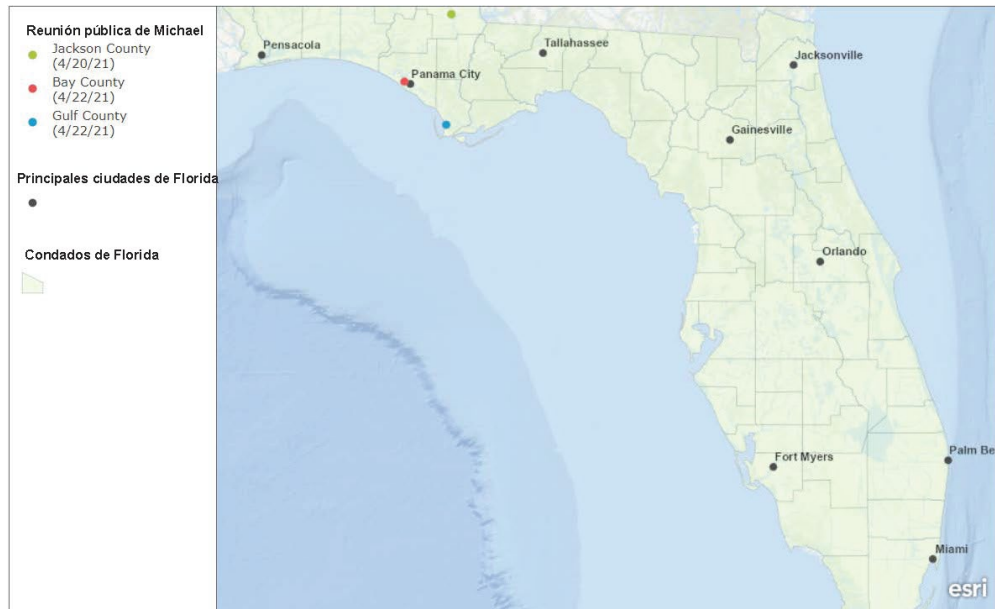 Reunión pública de Michael
Jackson County
(4/20/21)
Bay County
(4/22/21)
Gulf County
(4/22/21)
Principales ciudades de Florida
Condados de Florida
Pensacola
Tallahassee
Jacksonville
Panama City
Gainesville
Orlando
Fort Myers
Palm Be
Miami
esri